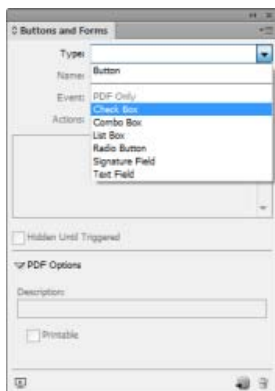 Buttons and Forms
Type:
Name:
Button
Event:
PDF Only
Check Box
Actions:
Combo Box
List Box
Radio Button
Signature Field
Text Field
Hidden Until Triggered
PDF Options
Description:
Printable